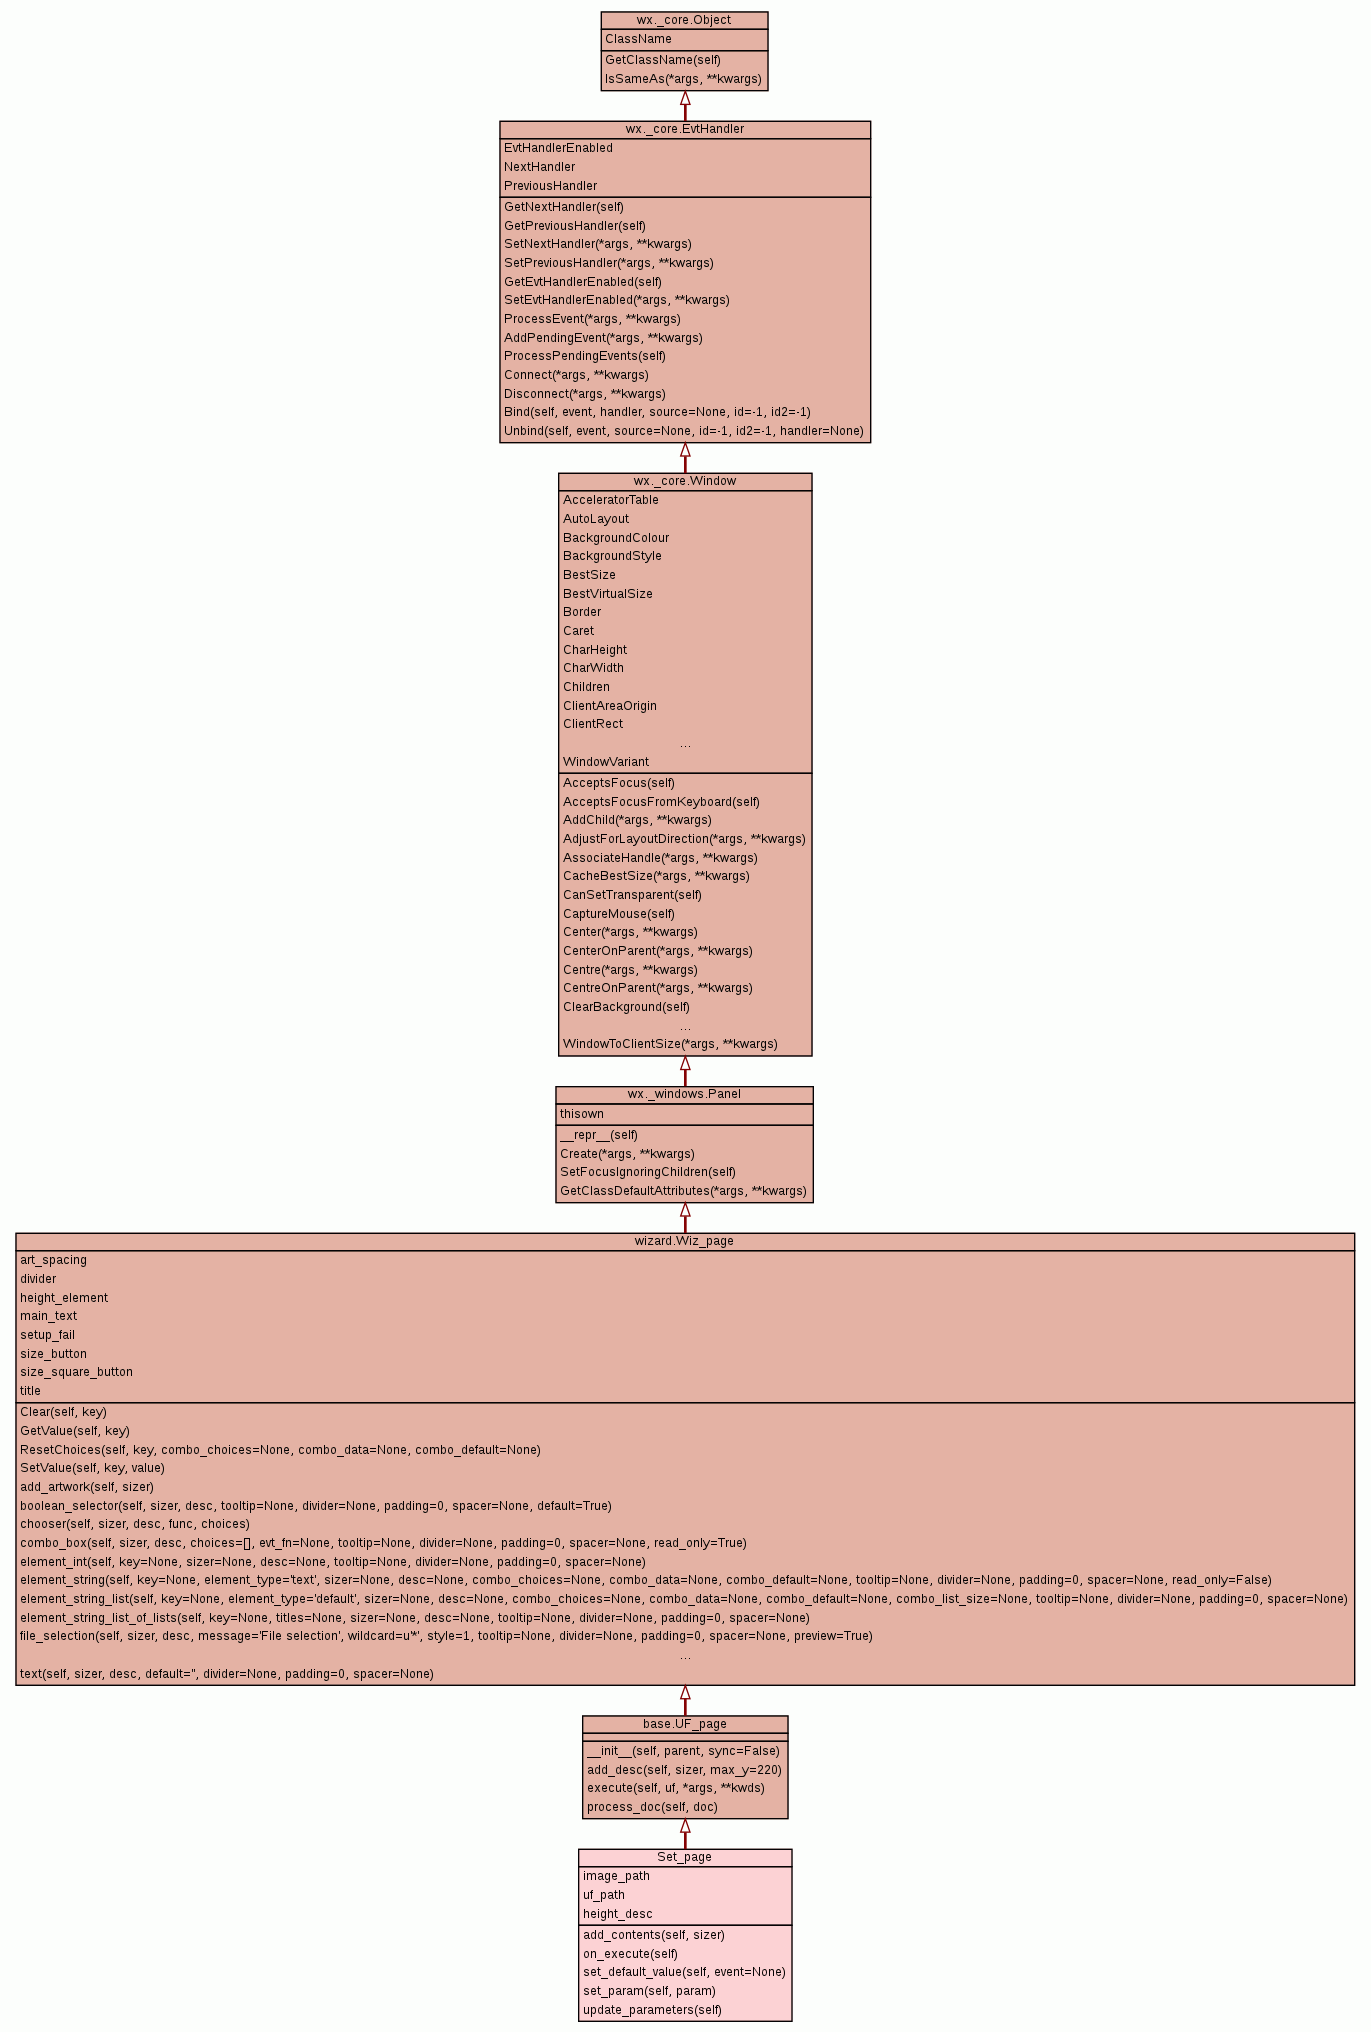 wx._core.Object
ClassName
GetClassName(self)
IsSameAs(*args, **kwargs)
wx._core.EvtHandler
EvtHandlerEnabled
NextHandler
PreviousHandler
GetNextHandler(self)
GetPreviousHandler(self)
SetNextHandler(*args, **kwargs)
SetPreviousHandler(*args, **kwargs)
GetEvtHandlerEnabled(self)
SetEvtHandlerEnabled(*args, **kwargs)
ProcessEvent(*args, **kwargs)
AddPendingEvent(*args, **kwargs)
ProcessPendingEvents(self)
Connect(*args, **kwargs)
Disconnect(*args, **kwargs)
Bind(self, event, handler, source=None, id=-1, id2=-1)
Unbind(self, event, source=None, id=-1, id2=-1, handler=None)
wx._core.Window
AcceleratorTable
AutoLayout
BackgroundColour
BackgroundStyle
BestSize
BestVirtualSize
Border
Caret
CharHeight
CharWidth
Children
ClientAreaOrigin
ClientRect
...
WindowVariant
AcceptsFocus(self)
AcceptsFocusFromKeyboard(self)
AddChild(*args, **kwargs)
AdjustForLayoutDirection(*args, **kwargs)
AssociateHandle(*args, **kwargs)
CacheBestSize(*args, **kwargs)
CanSetTransparent(self)
CaptureMouse(self)
Center(*args, **kwargs)
CenterOnParent(*args, **kwargs)
Centre(*args, **kwargs)
CentreOnParent(*args, **kwargs)
ClearBackground(self)
...
WindowToClientSize(*args, **kwargs)
wx._windows.Panel
thisown
__repr__(self)
Create(*args, **kwargs)
SetFocusIgnoringChildren(self)
GetClassDefaultAttributes(*args, **kwargs)
wizard.Wiz_page
art_spacing
divider
height_element
main_text
setup_fail
size_button
size_square_button
title
Clear(self, key)
GetValue(self, key)
ResetChoices(self, key, combo_choices=None, combo_data=None, combo_default=None)
SetValue(self, key, value)
add_artwork(self, sizer)
boolean_selector(self, sizer, desc, tooltip=None, divider=None, padding=0, spacer=None, default=True)
chooser(self, sizer, desc, func, choices)
combo_box(self, sizer, desc, choices=[], evt_fn=None, tooltip=None, divider=None, padding=0, spacer=None, read_only=True)
element_int(self, key=None, sizer=None, desc=None, tooltip=None, divider=None, padding=0, spacer=None)
element_string(self, key=None, element_type='text', sizer=None, desc=None, combo_choices=None, combo_data=None, combo_default=None, tooltip=None, divider=None, padding=0, spacer=None, read_only=False)
element_string_list(self, key=None, element_type='default', sizer=None, desc=None, combo_choices=None, combo_data=None, combo_default=None, combo_list_size=None, tooltip=None, divider=None, padding=0, spacer=None)
element_string_list_of_lists(self, key=None, titles=None, sizer=None, desc=None, tooltip=None, divider=None, padding=0, spacer=None)
file_selection(self, sizer, desc, message='File selection', wildcard=u'*', style=1, tooltip=None, divider=None, padding=0, spacer=None, preview=True)
...
text(self, sizer, desc, default='', divider=None, padding=0, spacer=None)
base.UF_page
__init__(self, parent, sync=False)
add_desc(self, sizer, max_y=220)
execute(self, uf, *args, **kwds)
process_doc(self, doc)
Set_page
image_path
uf_path
height_desc
add_contents(self, sizer)
on_execute(self)
set_default_value(self, event=None)
set_param(self, param)
update_parameters(self)